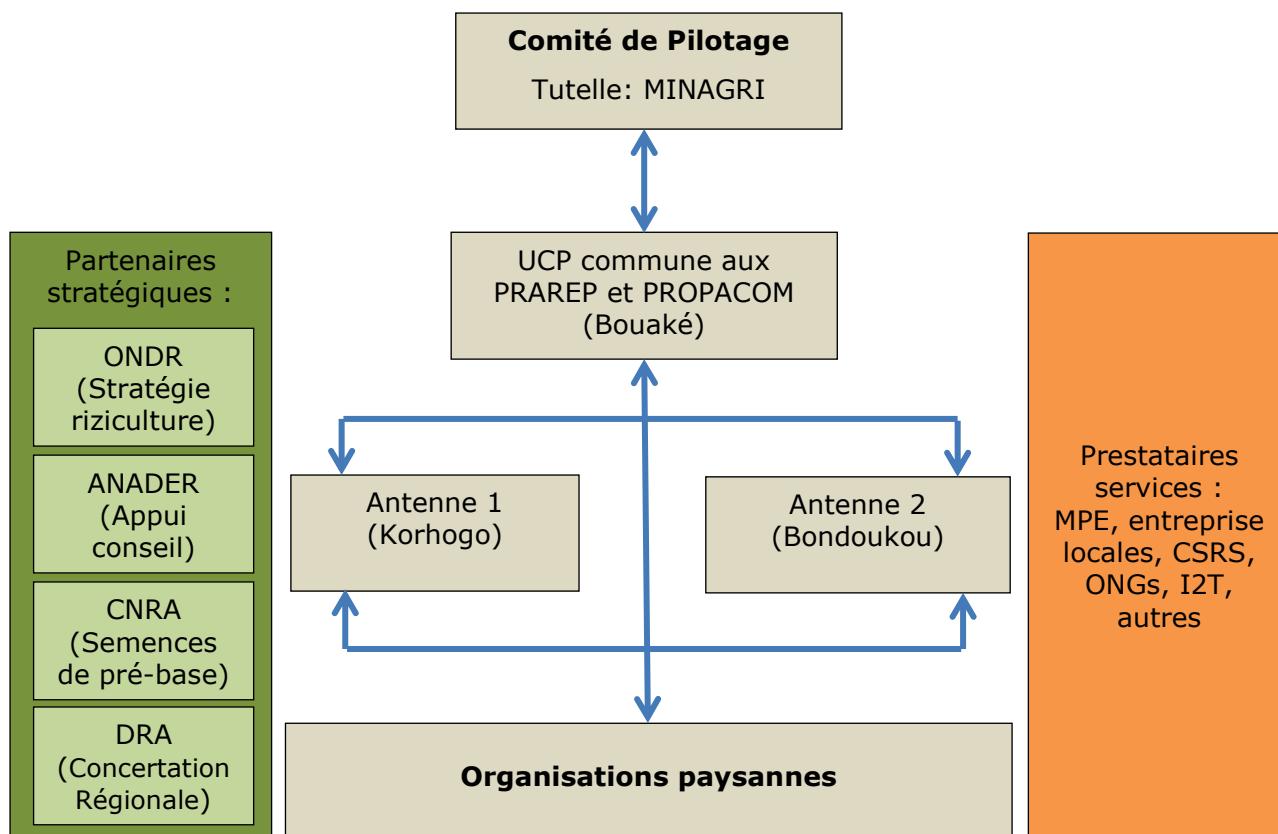 Comité de Pilotage
Tutelle: MINAGRI
UCP commune aux
PRAREP et PROPACOM
(Bouaké)
Partenaires
stratégiques :
ONDR
(Stratégie
riziculture)
ANADER
(Appui
conseil)
CNRA
(Semences
de pré-base)
DRA
(Concertation
Régionale)
Antenne 1
(Korhogo)
Antenne 2
(Bondoukou)
Organisations paysannes
Prestataires
services :
MPE, entreprise
locales, CSRS,
ONGs, I2T,
autres